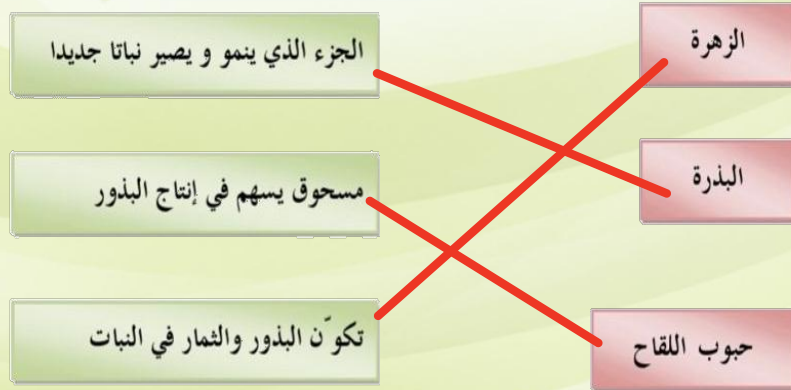 الزهرة
الجزء الذي ينمو و يصير نباتا جديدا
البذرة
مسحوق يسهم في إنتاج البذور
حبوب اللقاح
تكوّن البذور والثمار في النبات